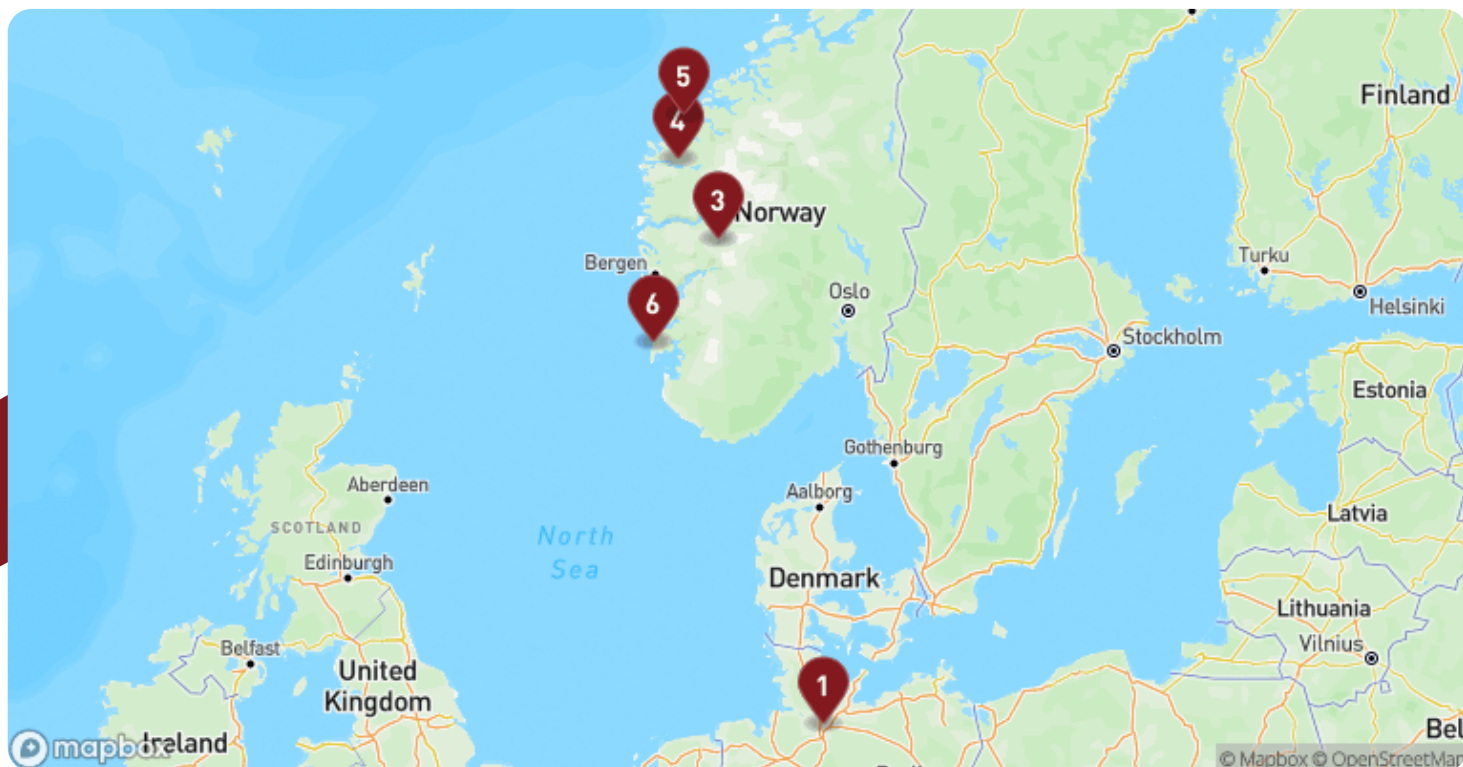 5
4
Finland
3
Norway
Turku
Bergen
Oslo
Helsinki
6
Stockholm
Estonia
Gothenburg
Aberdeen
Aalborg
SCOTLAND
Latvia
North
Sea
Edinburgh
Denmark
Lithuania
Vilnius
Belfast
United
Kingdom
1
Ireland
mapbox
Bel
© Mapbox © OpenStreetMap